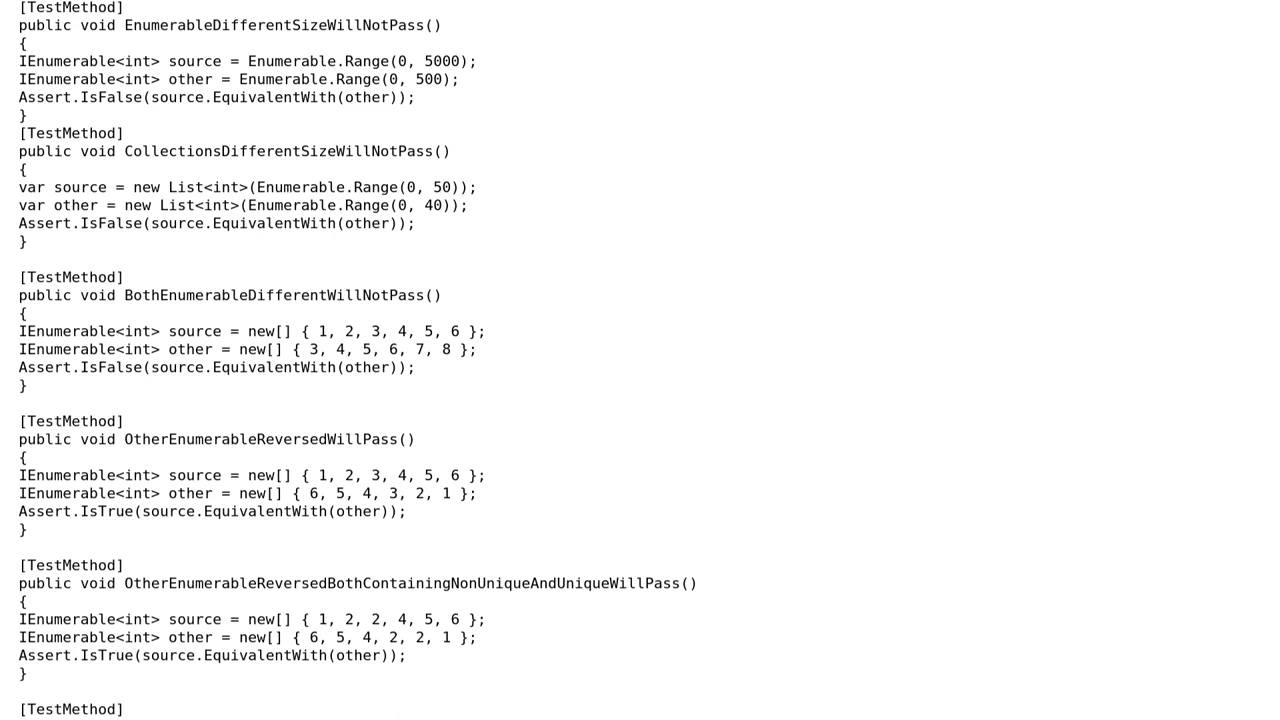 [TestMethod]
public void EnumerableDifferentSizeWillNotPass()
{
IEnumerable<int> source = Enumerable.Range(0, 5000);
IEnumerable<int> other = Enumerable.Range(0, 500);
Assert.IsFalse(source.EquivalentWith(other));
}
[TestMethod]
public void CollectionsDifferentSizeWillNotPass()
{
var source = new List<int>(Enumerable.Range(0, 50));
var other = new List<int>(Enumerable.Range(0, 40));
Assert.IsFalse(source.EquivalentWith(other));
}
[TestMethod]
public void BothEnumerableDifferentWillNotPass()
{
IEnumerable<int> source = new[] { 1, 2, 3, 4, 5, 6 };
IEnumerable<int> other = new[] { 3, 4, 5, 6, 7, 8 };
Assert.IsFalse(source.EquivalentWith(other));
}
[TestMethod]
public void OtherEnumerableReversedWillPass()
{
IEnumerable<int> source = new[] { 1, 2, 3, 4, 5, 6 };
IEnumerable<int> other = new[] { 6, 5, 4, 3, 2, 1 };
Assert.IsTrue(source.EquivalentWith(other));
}
[TestMethod]
public void OtherEnumerableReversedBothContainingNonUniqueAndUniqueWillPass()
{
IEnumerable<int> source = new[] { 1, 2, 2, 4, 5, 6 };
IEnumerable<int> other = new[] { 6, 5, 4, 2, 2, 1 };
Assert.IsTrue(source.EquivalentWith(other));
}
[TestMethod]